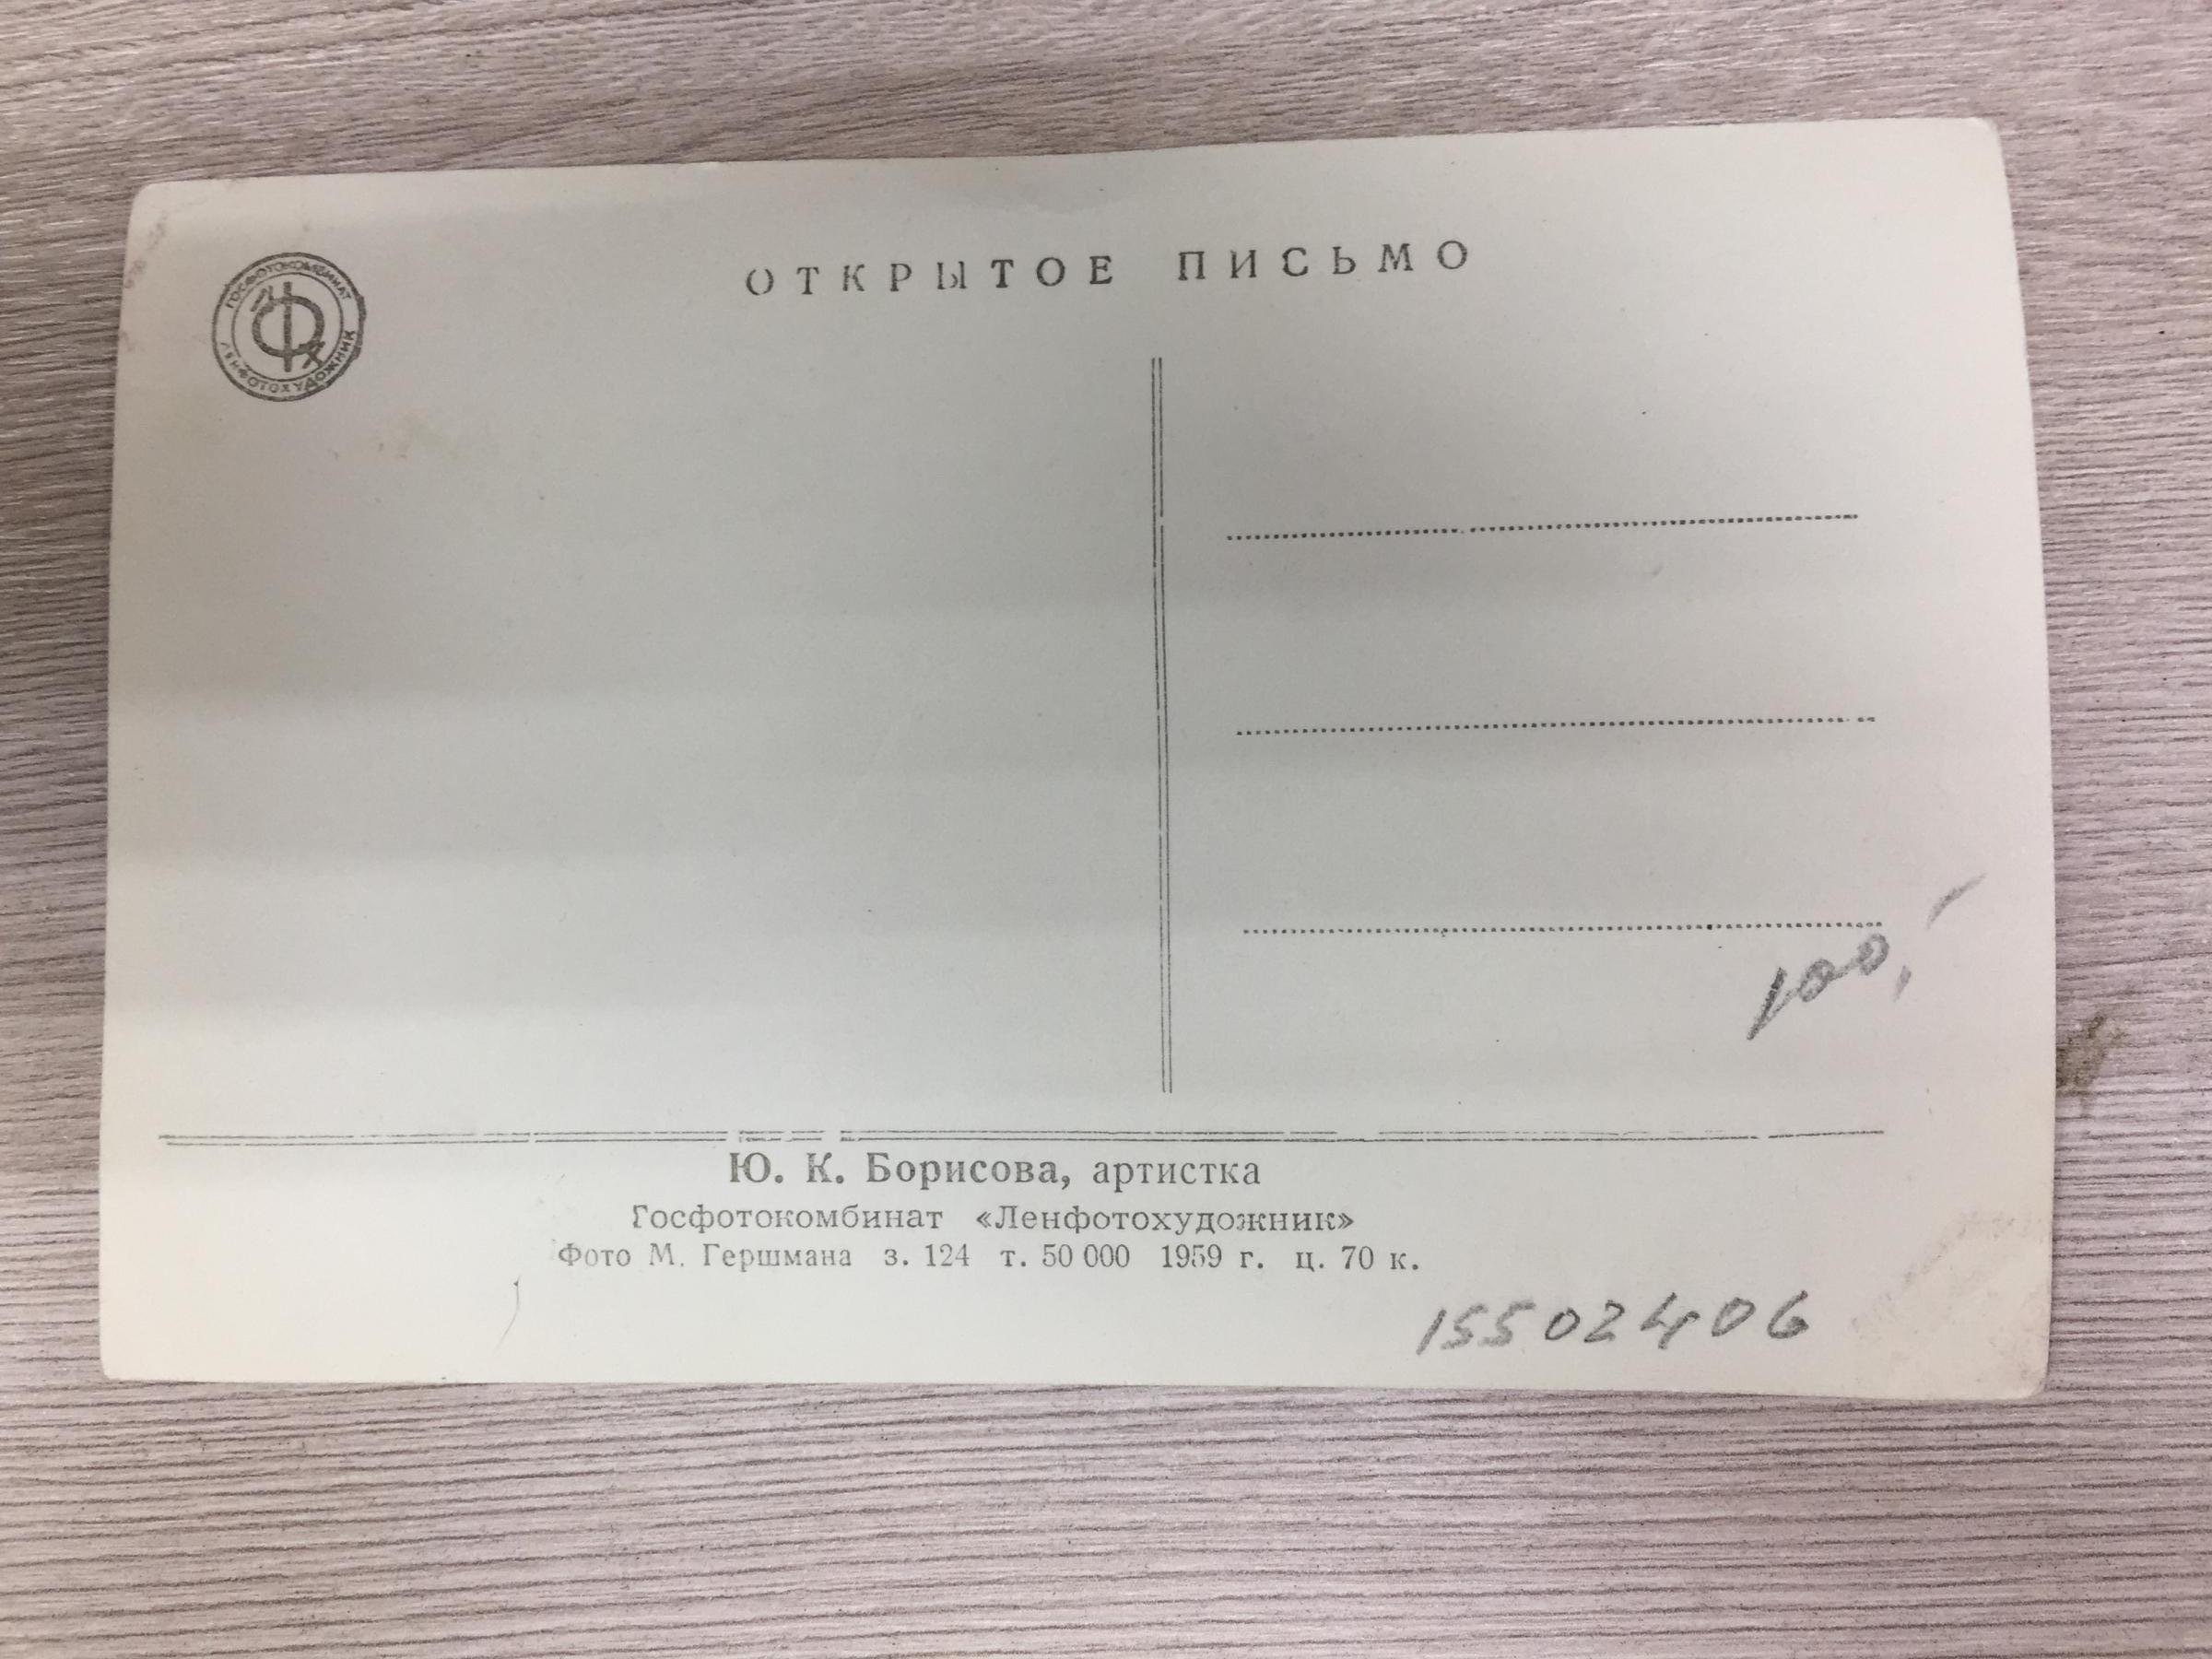 ОТКРЫТОЕ ПИСЬМО
ГОСФОТОКОМБИНАТ
ЛЕНФОТОХУДОЖНИК
100,-
Ю. К. Борисова, артистка
Госфотокомбинат «Ленфотохудожник»
Фото М. Гершмана з. 124 т. 50 000 1959 г. ц. 70 к.
15502406